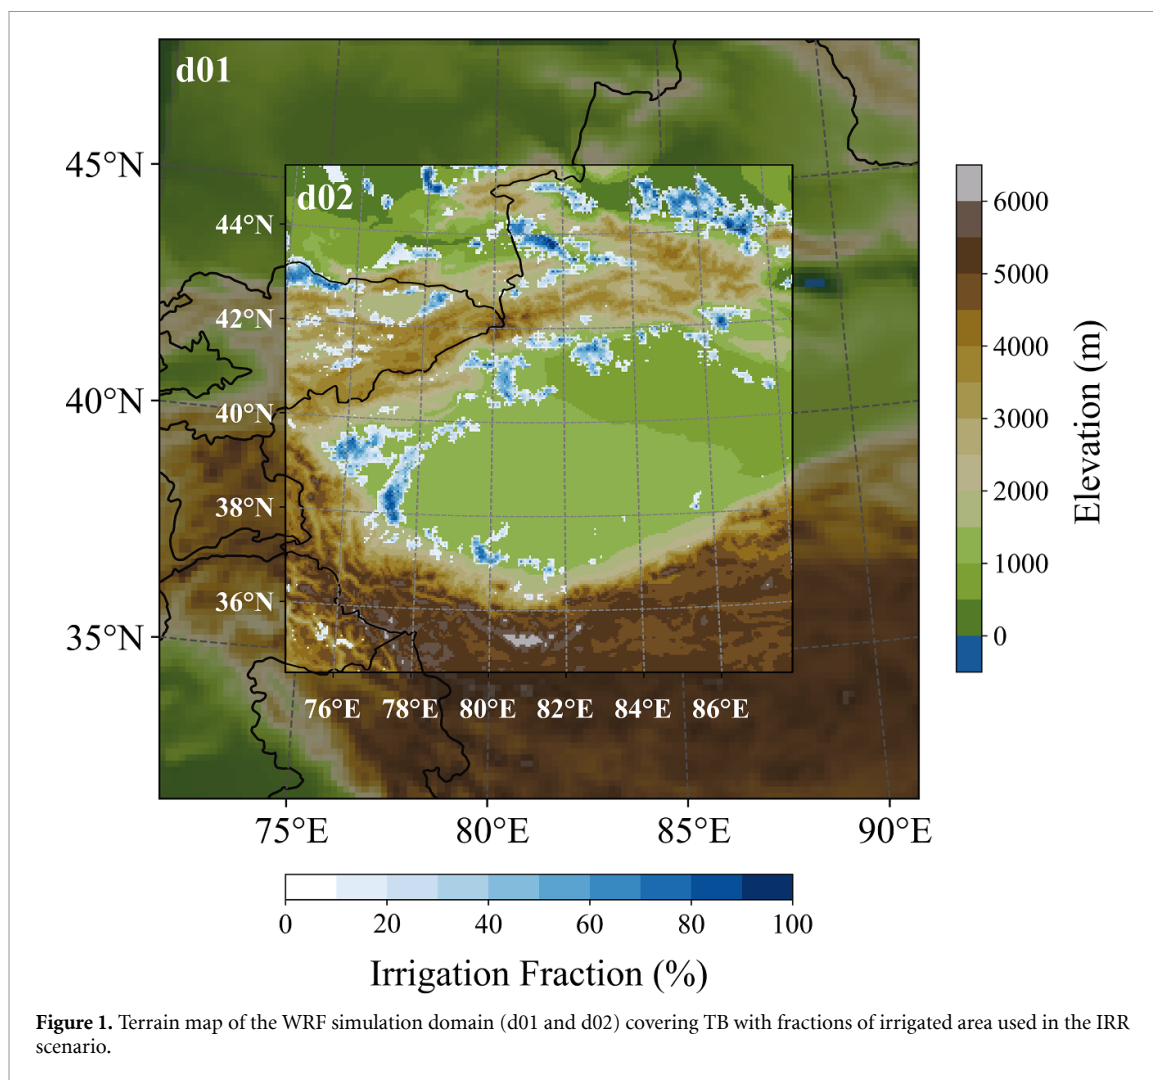 d01
45°N
d02
44°N
42°N
40°N
40°N
38°N
36°N
35°N
76°E 78°E 80°E 82°E 84°E 86°E
75°E 80°E 85°E 90°E
6000
5000
4000
3000
2000
1000
0
Elevation (m)
0 20 40 60 80 100
Irrigation Fraction (%)
Figure 1. Terrain map of the WRF simulation domain (d01 and d02) covering TB with fractions of irrigated area used in the IRR
scenario.